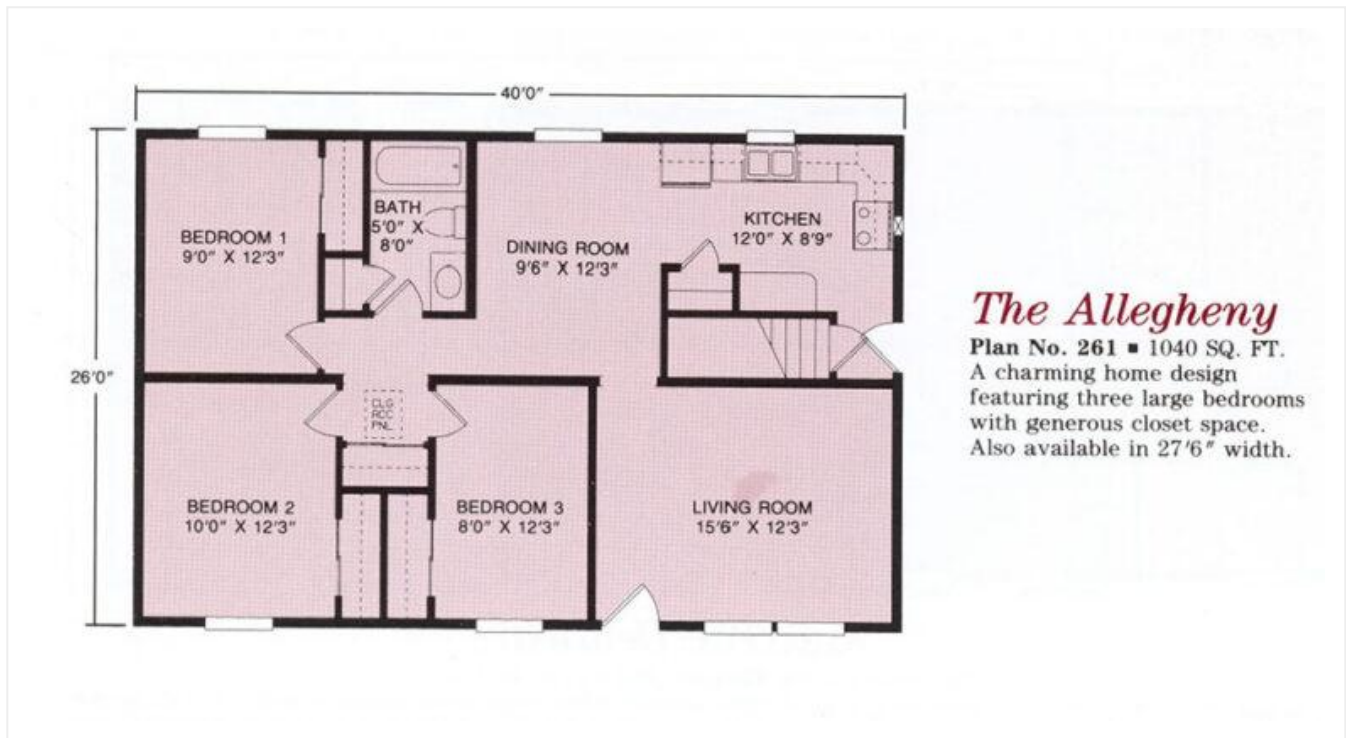 40'0"
BATH
5'0" X
8'0"
KITCHEN
12'0" X 8'9"
BEDROOM 1
9'0" X 12'3"
DINING ROOM
9'6" X 12'3"
The Allegheny
Plan No. 261 ■ 1040 SQ. FT.
A charming home design
featuring three large bedrooms
with generous closet space.
Also available in 27'6" width.
26'0"
CLG
RCC
PNL
BEDROOM 2
10'0" X 12'3"
BEDROOM 3
8'0" X 12'3"
LIVING ROOM
15'6" X 12'3"